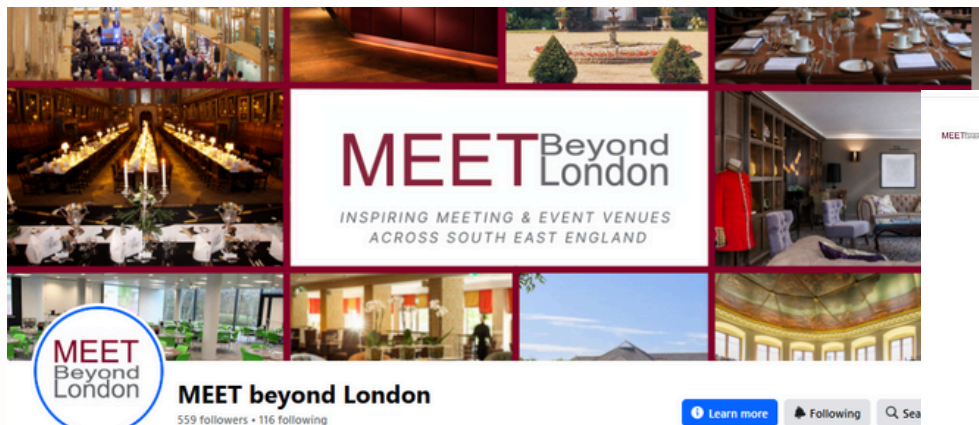 MEET Beyond
London
INSPIRING MEETING & EVENT VENUES
ACROSS SOUTH EAST ENGLAND
MEET
MEET
Beyond
London
MEET beyond London
559 followers • 116 following
Learn more
Following
Sea